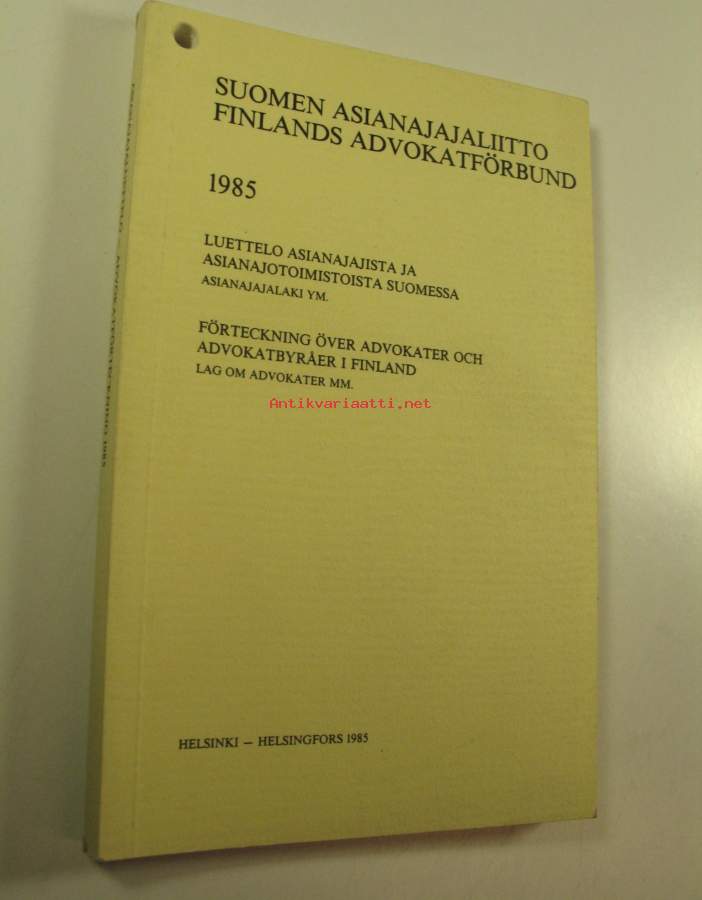 SUOMEN ASIANAJAJALIITTO
FINLANDS ADVOKATFÖRBUND
1985
LUETTELO ASIANAJAJISTA JA
ASIANAJOTOIMISTOISTA SUOMESSA
ASIANAJAJALAKI YM.
FÖRTECKNING ÖVER ADVOKATER OCH
ADVOKATBYRÅER I FINLAND
LAG OM ADVOKATER MM.
Antikvariaatti.net
HELSINKI — HELSINGFORS 1985